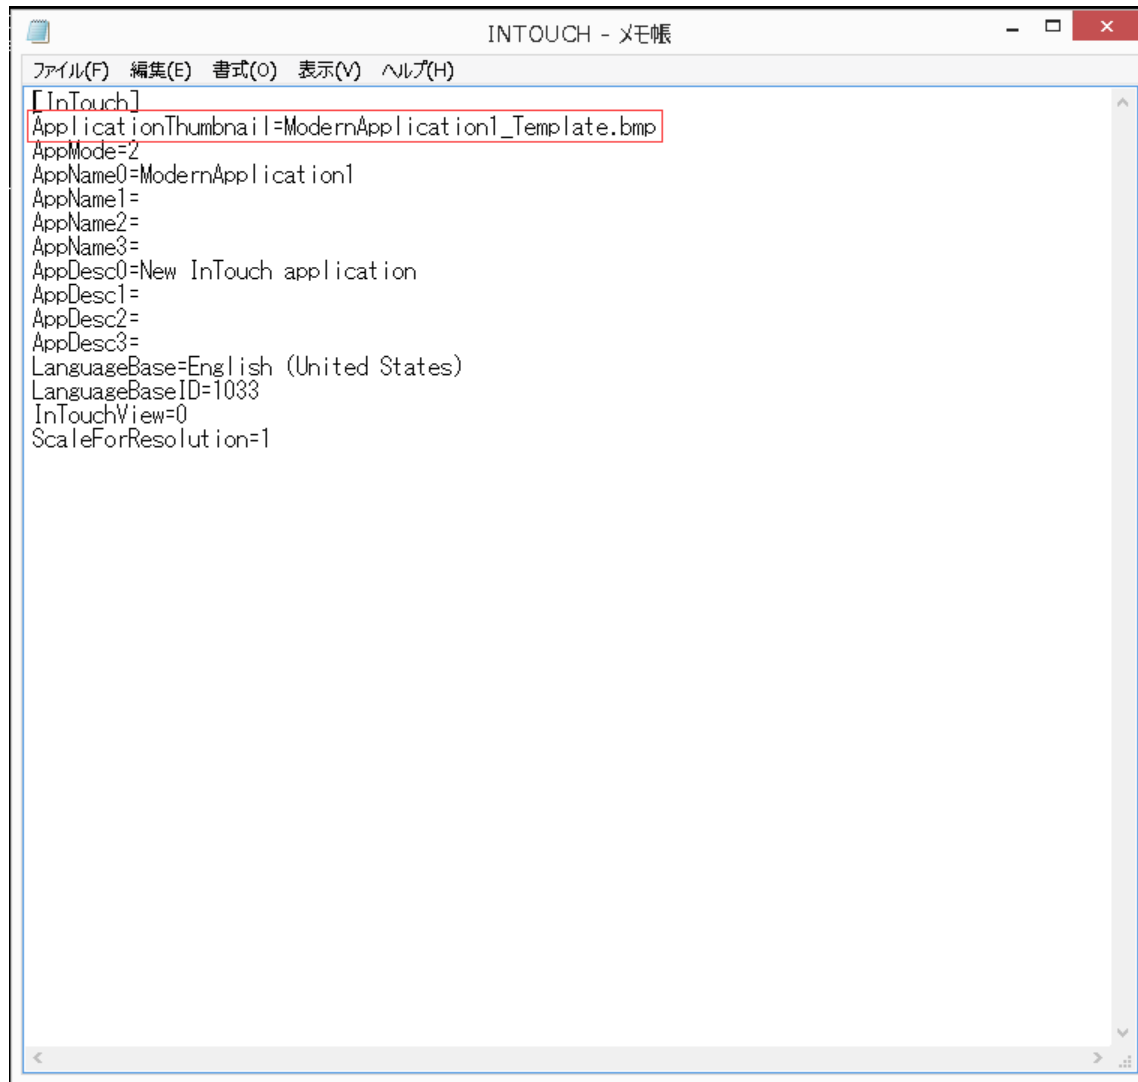 INTOUCH - メモ帳
ファイル(F) 編集(E) 書式(O) 表示(V) ヘルプ(H)
[InTouch]
ApplicationThumbnail=ModernApplication1_Template.bmp
AppMode=2
AppName0=ModernApplication1
AppName1=
AppName2=
AppName3=
AppDesc0=New InTouch application
AppDesc1=
AppDesc2=
AppDesc3=
LanguageBase=English (United States)
LanguageBaseID=1033
InTouchView=0
ScaleForResolution=1